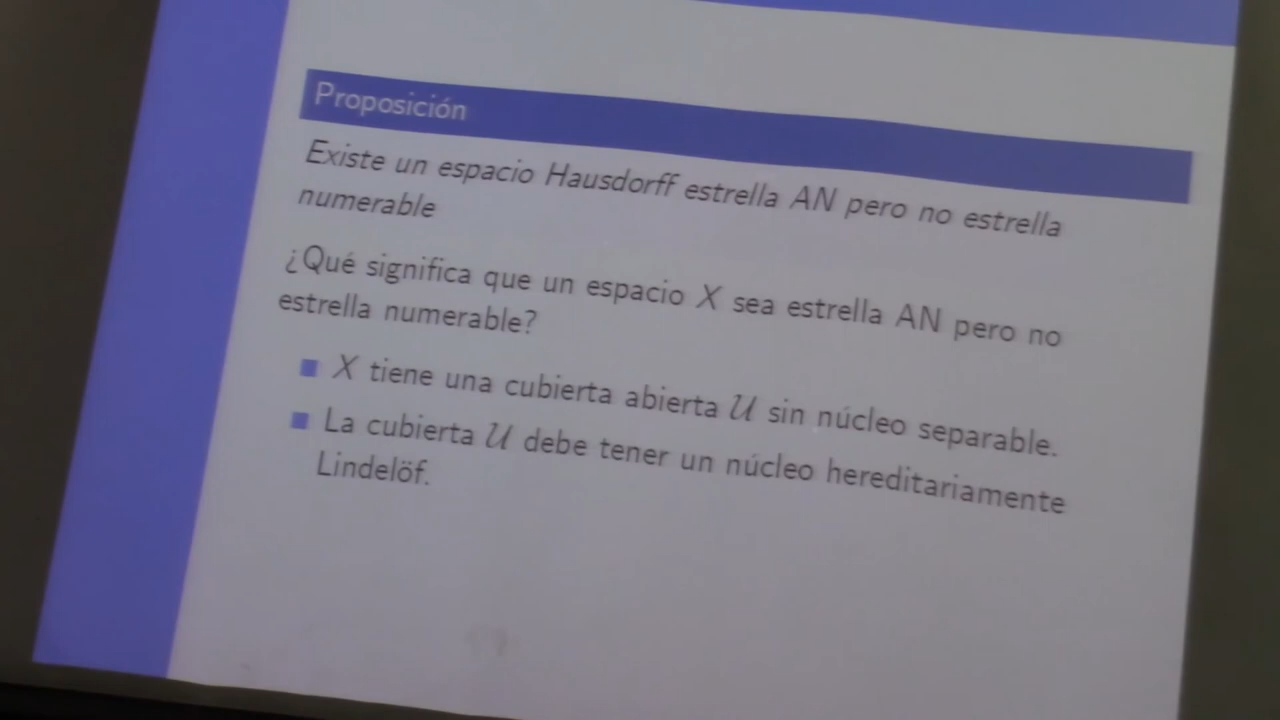 Proposición
Existe un espacio Hausdorff estrella AN pero no estrella
numerable
¿Qué significa que un espacio X sea estrella AN pero no
estrella numerable?
X tiene una cubierta abierta 𝒰 sin núcleo separable.
La cubierta 𝒰 debe tener un núcleo hereditariamente
Lindelöf.